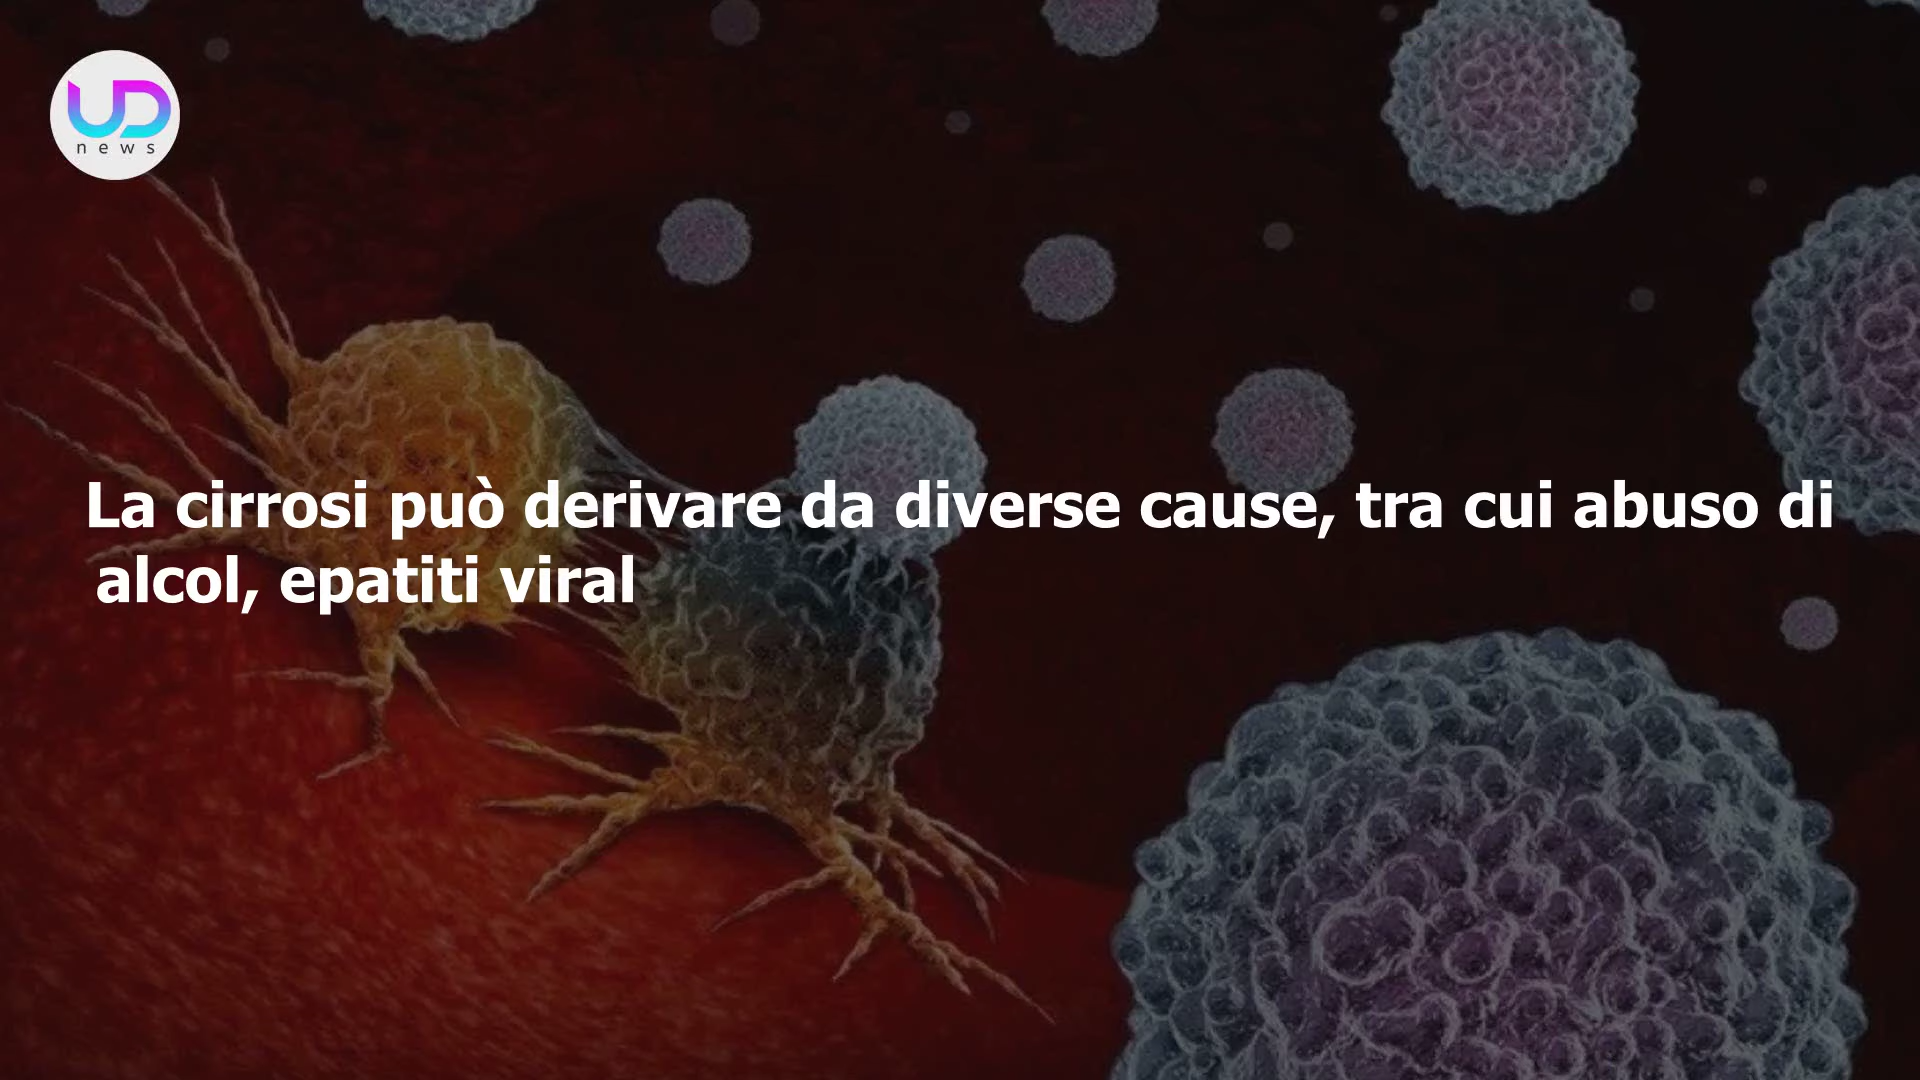 UD
news
La cirrosi può derivare da diverse cause, tra cui abuso di
alcol, epatiti viral